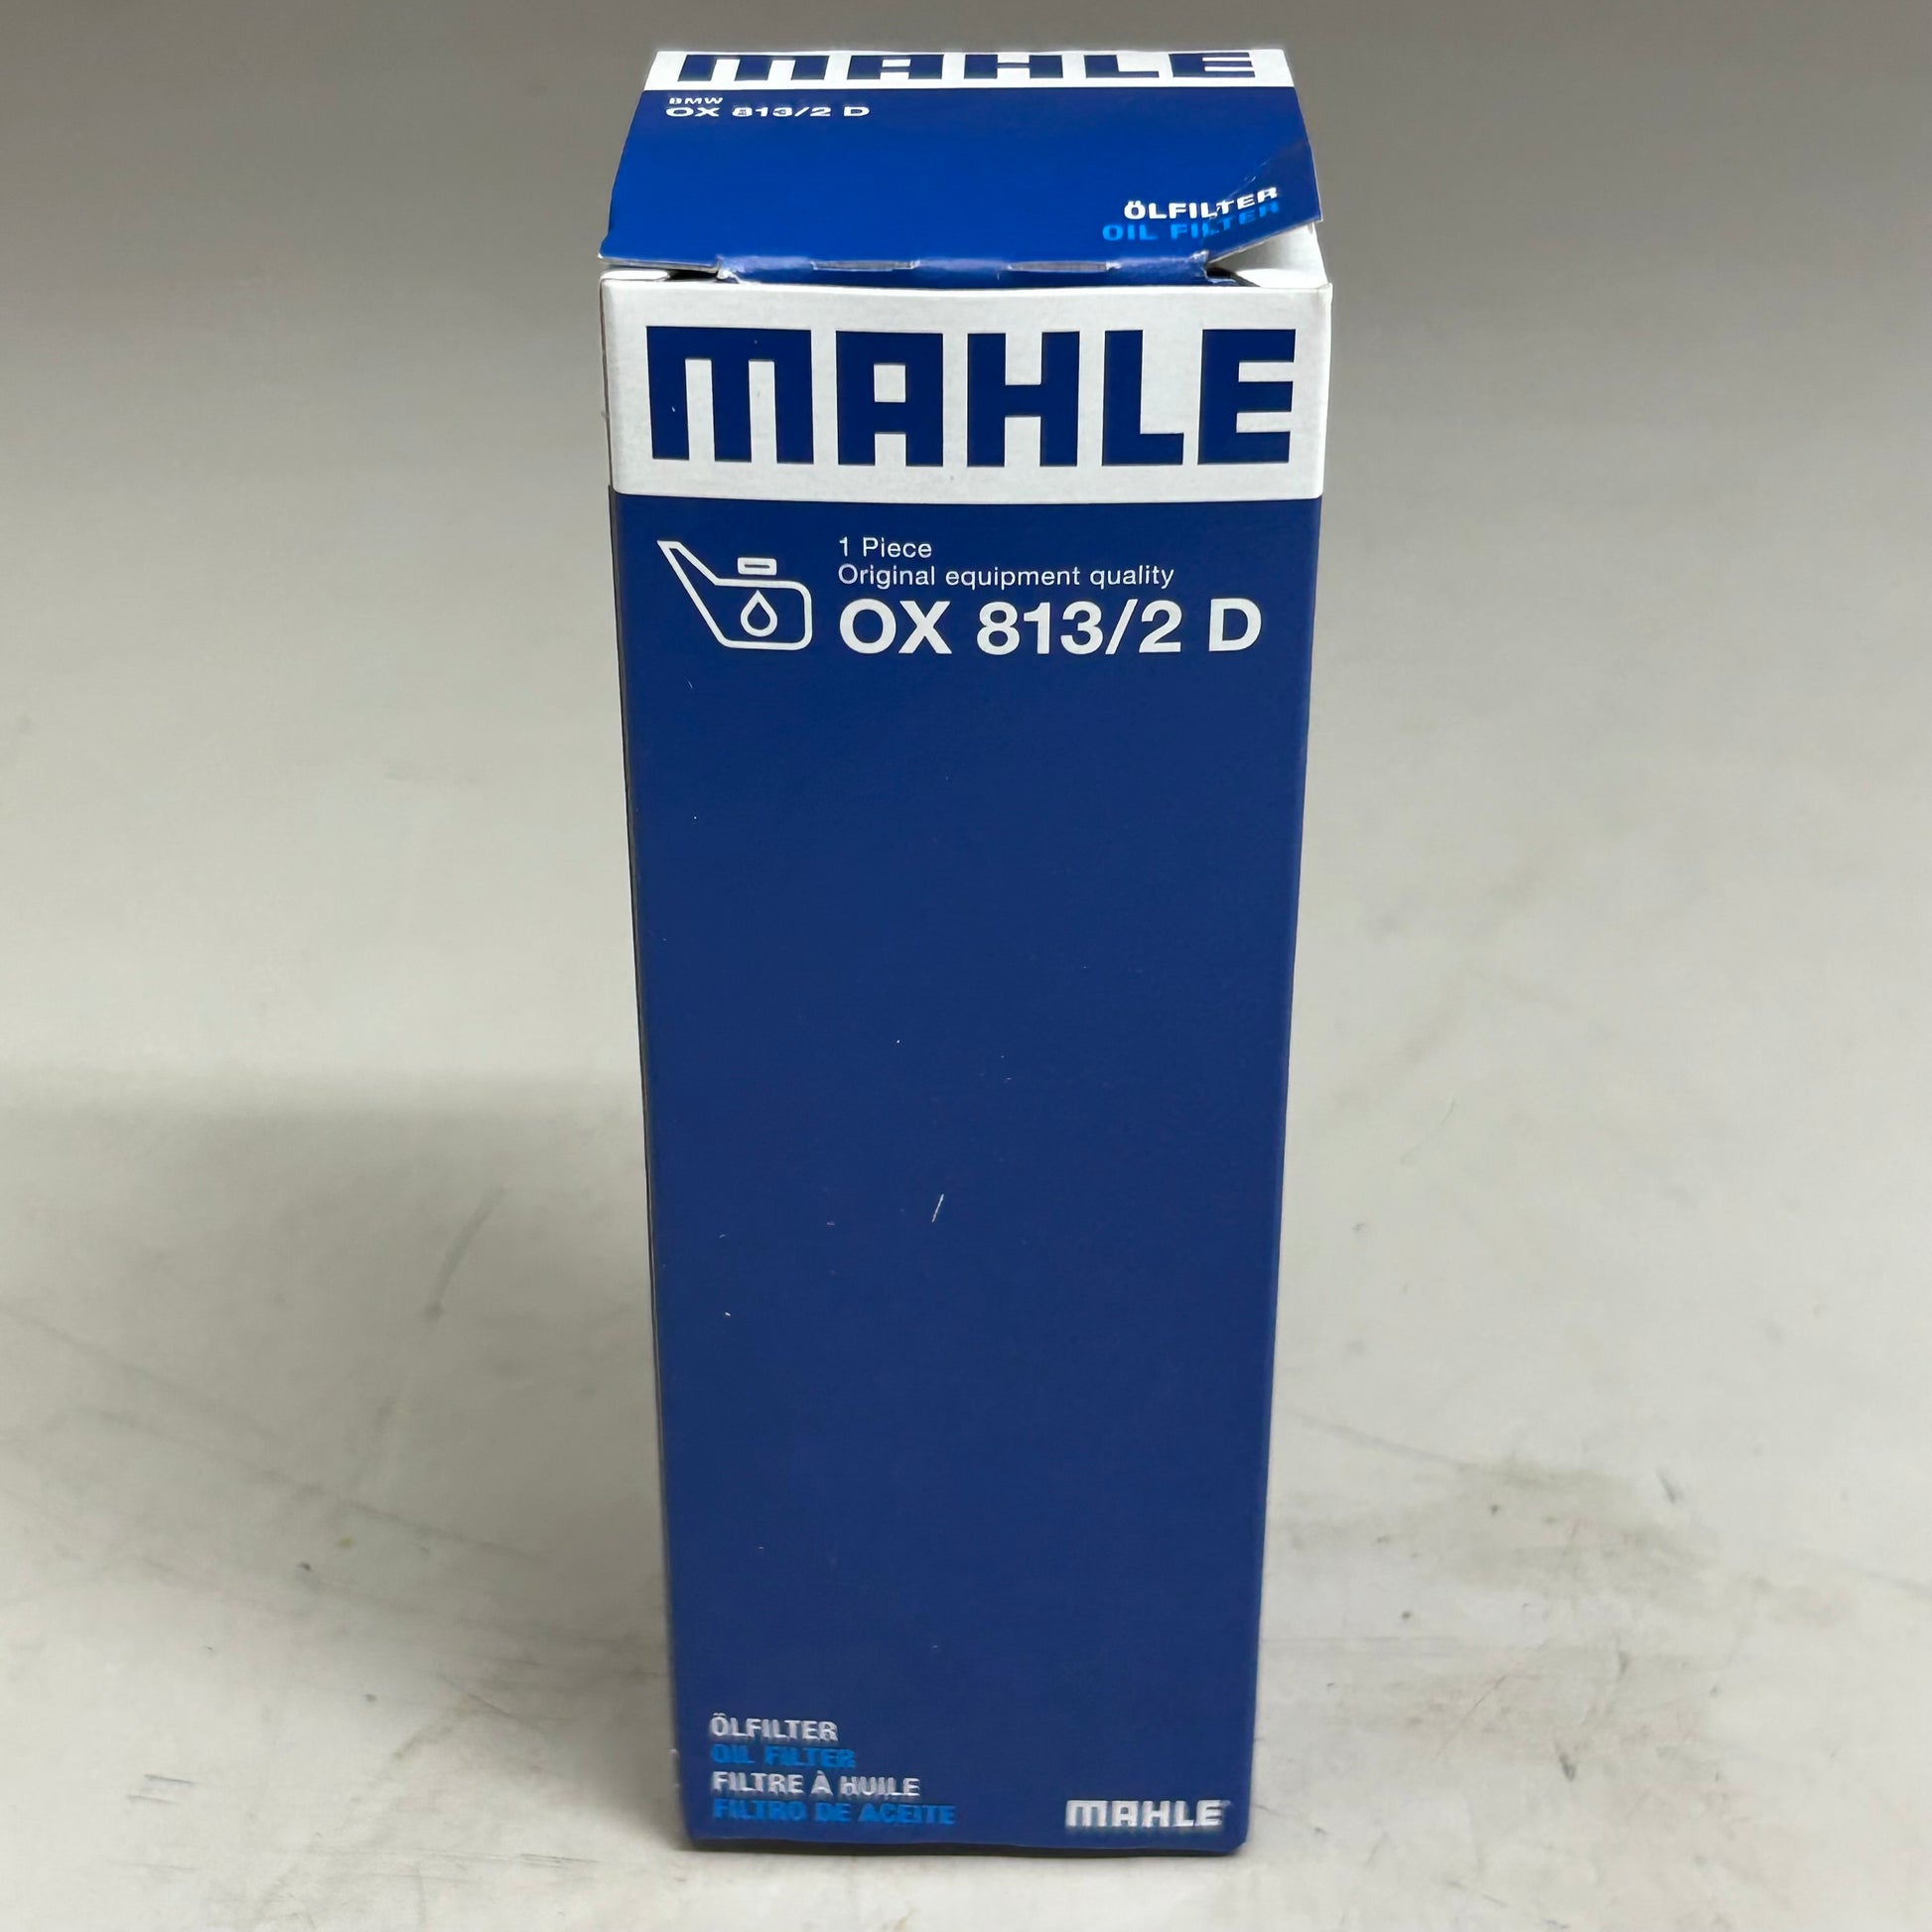 MAHLE
BMW
OX 813/2 D
ÖLFILTER
OIL FILTER
MAHLE
1 Piece
Original equipment quality
OX 813/2 D
ÖLFILTER
OIL FILTER
FILTRE À HUILE
FILTRO DE ACEITE
MAHLE